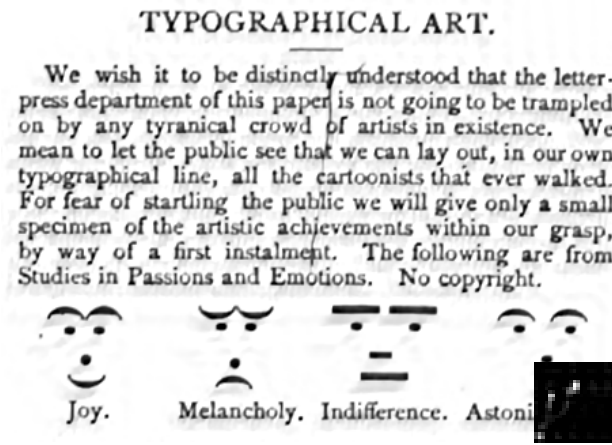 TYPOGRAPHICAL ART.
We wish it to be distinctly understood that the letter-
press department of this paper is not going to be trampled
on by any tyranical crowd of artists in existence. We
mean to let the public see that we can lay out, in our own
typographical line, all the cartoonists that ever walked.
For fear of startling the public we will give only a small
specimen of the artistic achievements within our grasp,
by way of a first instalment. The following are from
Studies in Passions and Emotions. No copyright.
Joy. Melancholy. Indifference.